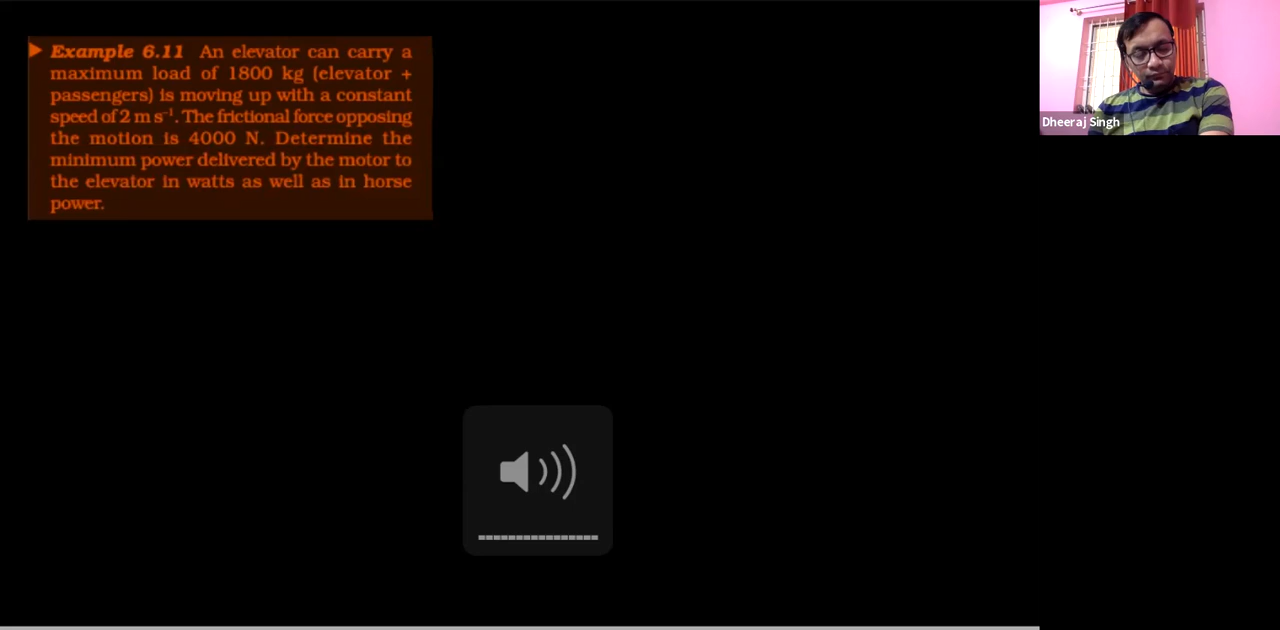 ▶ Example 6.11 An elevator can carry a
maximum load of 1800 kg (elevator +
passengers) is moving up with a constant
speed of 2 m s⁻¹. The frictional force opposing
the motion is 4000 N. Determine the
minimum power delivered by the motor to
the elevator in watts as well as in horse
power.
Dheeraj Singh